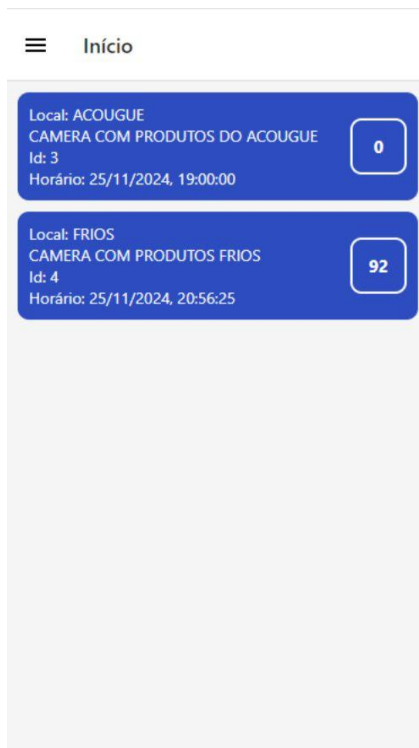 Início
Local: ACOUGUE
CAMERA COM PRODUTOS DO ACOUGUE
Id: 3
Horário: 25/11/2024, 19:00:00
0
Local: FRIOS
CAMERA COM PRODUTOS FRIOS
Id: 4
Horário: 25/11/2024, 20:56:25
92